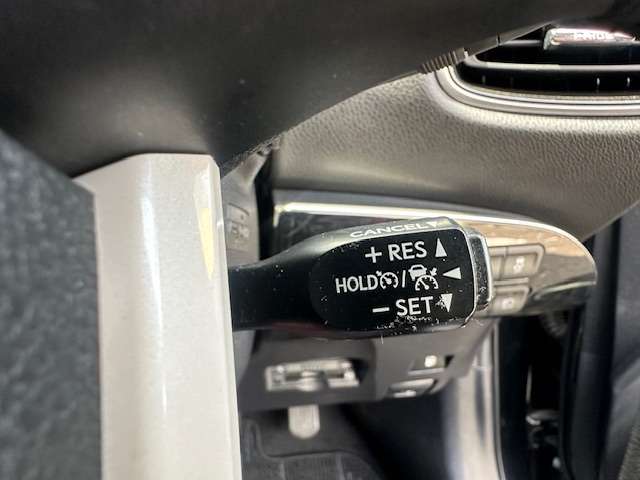 CANCEL
+ RES
HOLD /
− SET